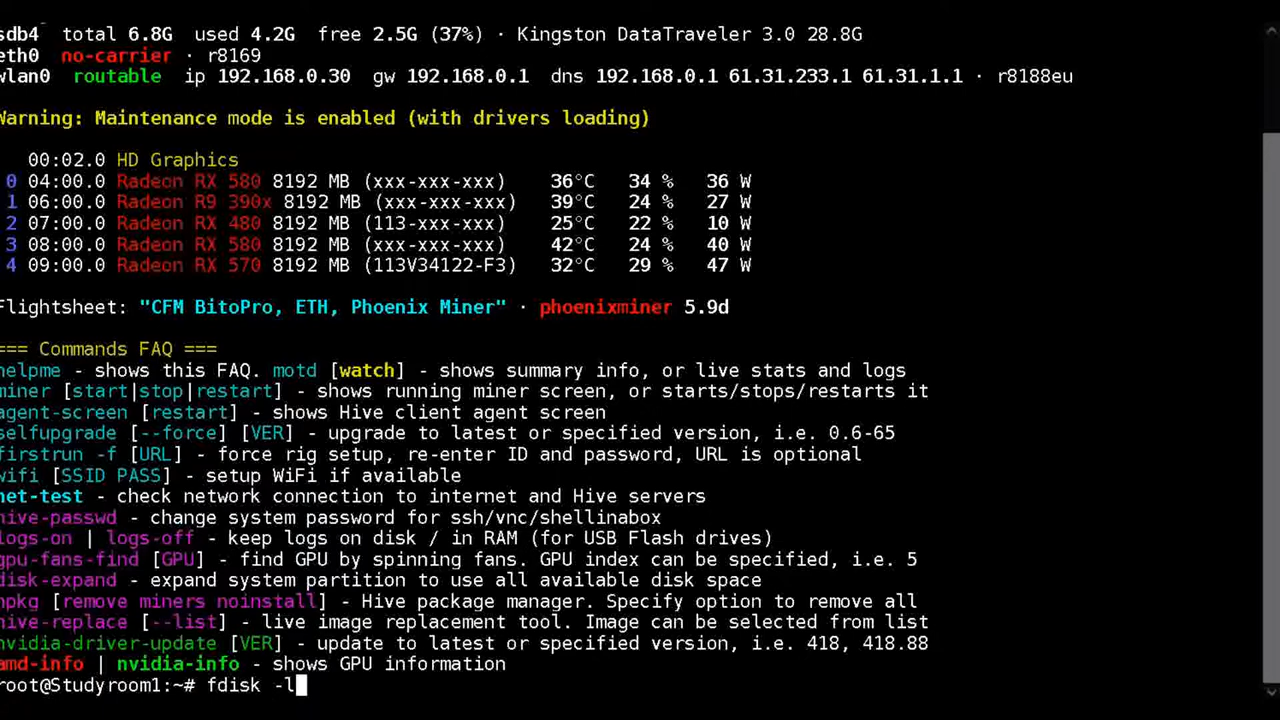 sdb4 total 6.8G used 4.2G free 2.5G (37%) · Kingston DataTraveler 3.0 28.8G
eth0 no-carrier · r8169
wlan0 routable ip 192.168.0.30 gw 192.168.0.1 dns 192.168.0.1 61.31.233.1 61.31.1.1 · r8188eu
Warning: Maintenance mode is enabled (with drivers loading)
00:02.0 HD Graphics
0 04:00.0 Radeon RX 580 8192 MB (xxx-xxx-xxx) 36°C 34 % 36 W
1 06:00.0 Radeon R9 390x 8192 MB (xxx-xxx-xxx) 39°C 24 % 27 W
2 07:00.0 Radeon RX 480 8192 MB (113-xxx-xxx) 25°C 22 % 10 W
3 08:00.0 Radeon RX 580 8192 MB (xxx-xxx-xxx) 42°C 24 % 40 W
4 09:00.0 Radeon RX 570 8192 MB (113V34122-F3) 32°C 29 % 47 W
Flightsheet: "CFM BitoPro, ETH, Phoenix Miner" · phoenixminer 5.9d
=== Commands FAQ ===
helpme - shows this FAQ. motd [watch] - shows summary info, or live stats and logs
miner [start|stop|restart] - shows running miner screen, or starts/stops/restarts it
agent-screen [restart] - shows Hive client agent screen
selfupgrade [--force] [VER] - upgrade to latest or specified version, i.e. 0.6-65
firstrun -f [URL] - force rig setup, re-enter ID and password, URL is optional
wifi [SSID PASS] - setup WiFi if available
net-test - check network connection to internet and Hive servers
hive-passwd - change system password for ssh/vnc/shellinabox
logs-on | logs-off - keep logs on disk / in RAM (for USB Flash drives)
gpu-fans-find [GPU] - find GPU by spinning fans. GPU index can be specified, i.e. 5
disk-expand - expand system partition to use all available disk space
hpkg [remove miners noinstall] - Hive package manager. Specify option to remove all
hive-replace [--list] - live image replacement tool. Image can be selected from list
nvidia-driver-update [VER] - update to latest or specified version, i.e. 418, 418.88
amd-info | nvidia-info - shows GPU information
root@Studyroom1:~# fdisk -l